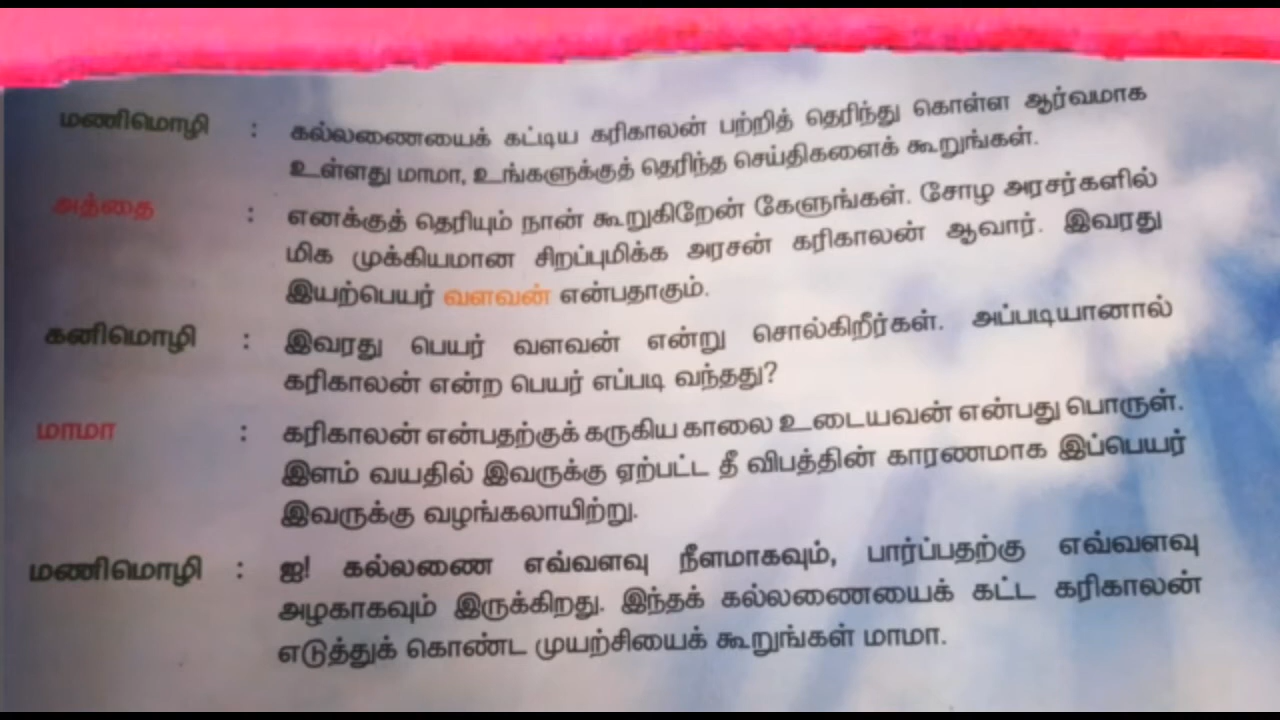 மணிமொழி : கல்லணையைக் கட்டிய கரிகாலன் பற்றித் தெரிந்து கொள்ள ஆர்வமாக
உள்ளது மாமா, உங்களுக்குத் தெரிந்த செய்திகளைக் கூறுங்கள்.
அத்தை : எனக்குத் தெரியும் நான் கூறுகிறேன் கேளுங்கள். சோழ அரசர்களில்
மிக முக்கியமான சிறப்புமிக்க அரசன் கரிகாலன் ஆவார். இவரது
இயற்பெயர் வளவன் என்பதாகும்.
கனிமொழி : இவரது பெயர் வளவன் என்று சொல்கிறீர்கள். அப்படியானால்
கரிகாலன் என்ற பெயர் எப்படி வந்தது?
மாமா : கரிகாலன் என்பதற்குக் கருகிய காலை உடையவன் என்பது பொருள்.
இளம் வயதில் இவருக்கு ஏற்பட்ட தீ விபத்தின் காரணமாக இப்பெயர்
இவருக்கு வழங்கலாயிற்று.
மணிமொழி : ஐ! கல்லணை எவ்வளவு நீளமாகவும், பார்ப்பதற்கு எவ்வளவு
அழகாகவும் இருக்கிறது. இந்தக் கல்லணையைக் கட்ட கரிகாலன்
எடுத்துக் கொண்ட முயற்சியைக் கூறுங்கள் மாமா.